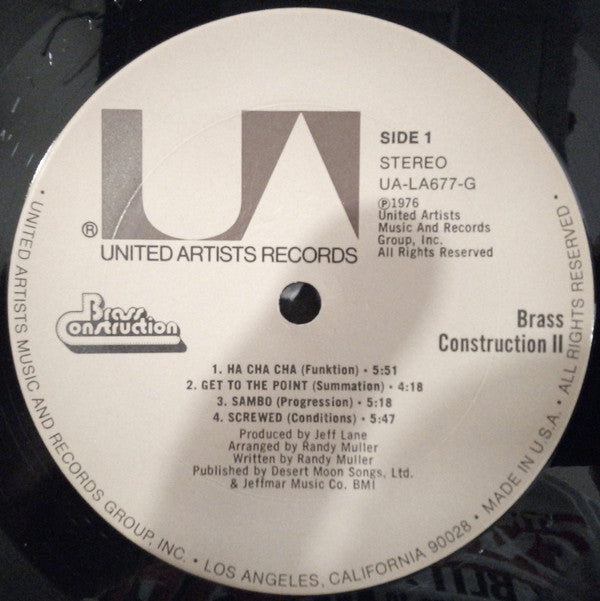 UA
®
UNITED ARTISTS RECORDS
SIDE 1
STEREO
UA-LA677-G
℗1976
United Artists
Music And Records
Group, Inc.
All Rights Reserved
Brass
Construction
Brass
Construction II
1. HA CHA CHA (Funktion) • 5:51
2. GET TO THE POINT (Summation) • 4:18
3. SAMBO (Progression) • 5:18
4. SCREWED (Conditions) • 5:47
Produced by Jeff Lane
Arranged by Randy Muller
Written by Randy Muller
Published by Desert Moon Songs, Ltd.
& Jeffmar Music Co. BMI
• UNITED ARTISTS MUSIC AND RECORDS GROUP, INC. • LOS ANGELES, CALIFORNIA 90028 • MADE IN U.S.A. • ALL RIGHTS RESERVED •